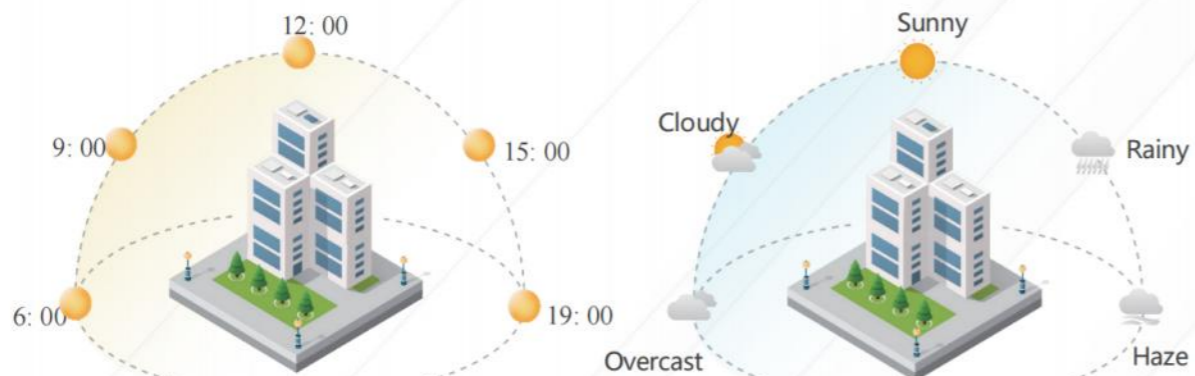 12: 00
9: 00
15: 00
6: 00
19: 00
Sunny
Cloudy
Rainy
Overcast
Haze